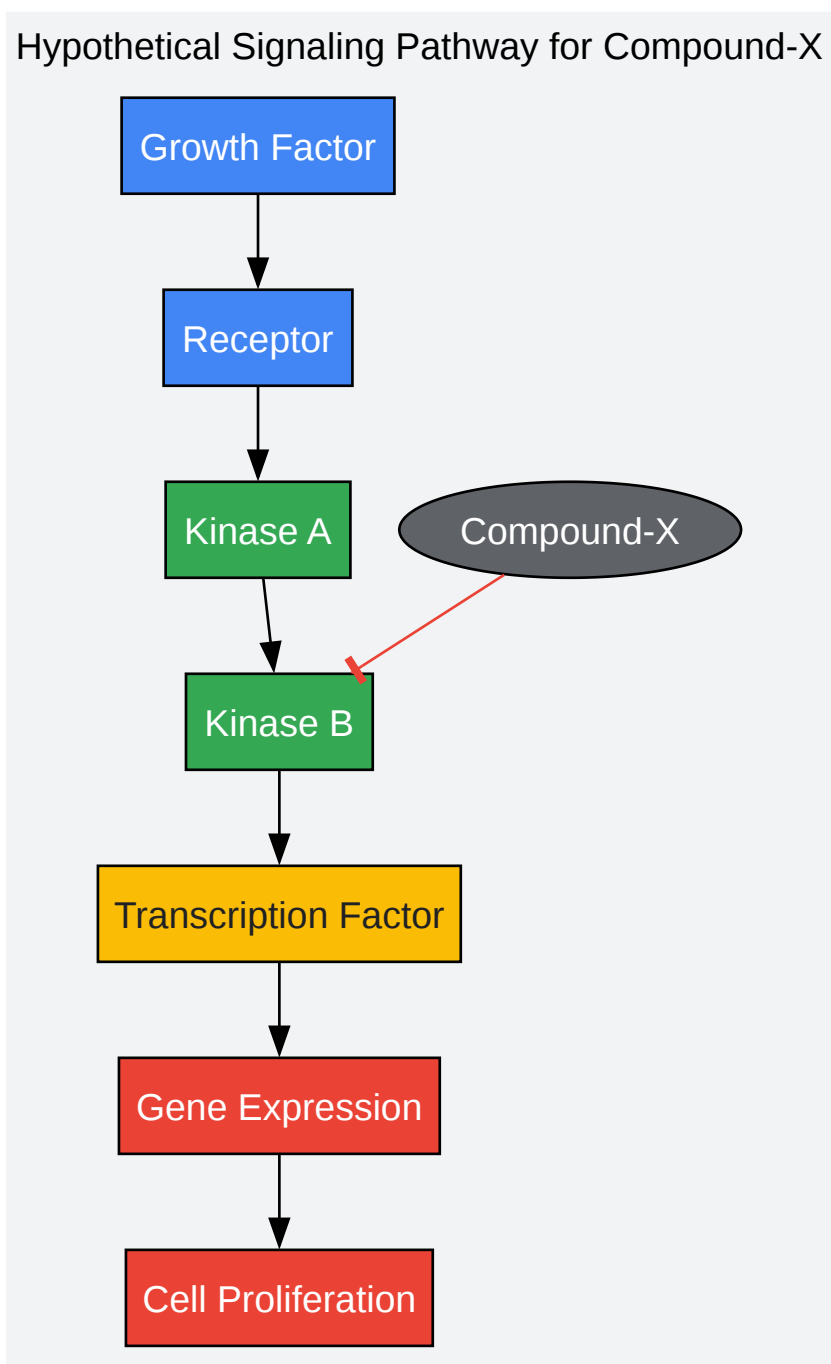 Hypothetical Signaling Pathway for Compound-X
Growth Factor
Receptor
Kinase A
Compound-X
Kinase B
Transcription Factor
Gene Expression
Cell Proliferation